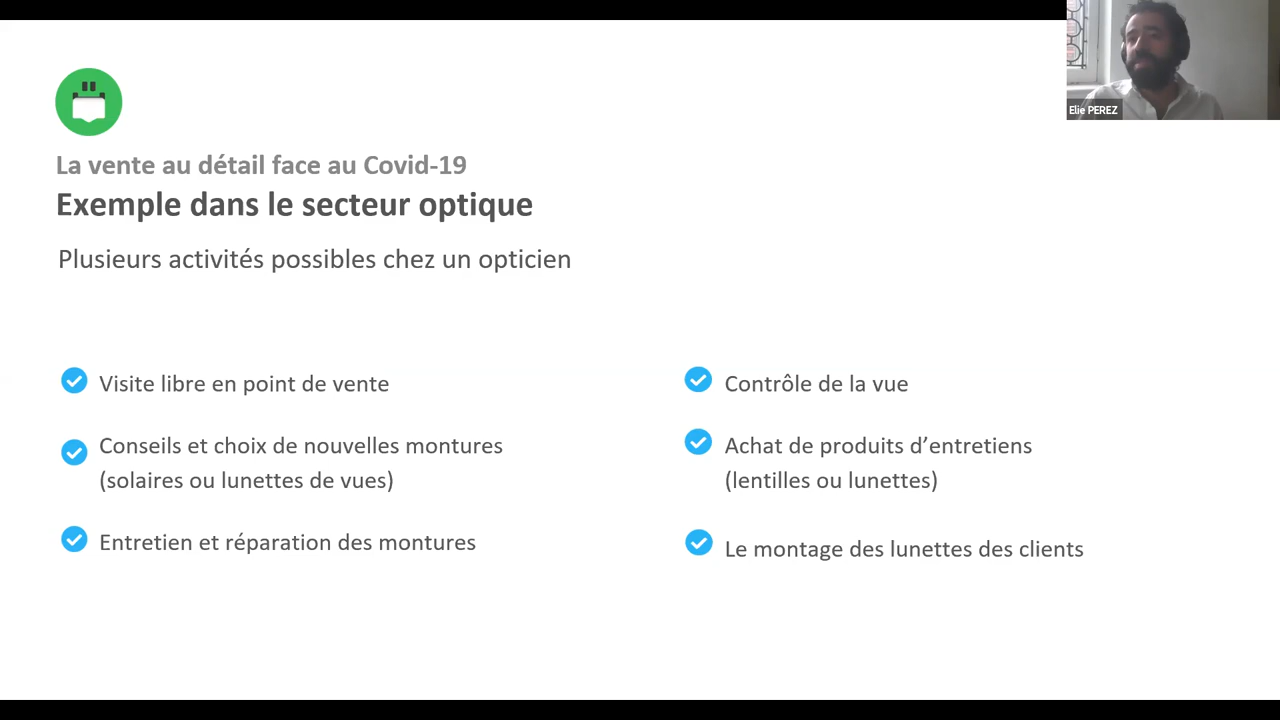 Elie PEREZ
La vente au détail face au Covid-19
Exemple dans le secteur optique
Plusieurs activités possibles chez un opticien
Visite libre en point de vente
Conseils et choix de nouvelles montures
(solaires ou lunettes de vues)
Entretien et réparation des montures
Contrôle de la vue
Achat de produits d’entretiens
(lentilles ou lunettes)
Le montage des lunettes des clients